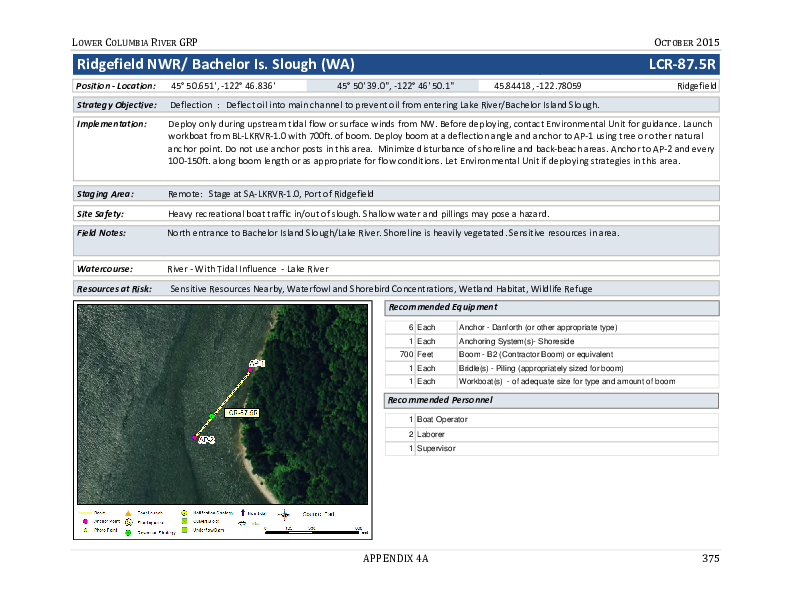 LOWER COLUMBIA RIVER GRP OCTOBER 2015
Ridgefield NWR/ Bachelor Is. Slough (WA) LCR-87.5R
Position - Location: 45° 50.651', -122° 46.836' 45° 50' 39.0", -122° 46' 50.1" 45.84418, -122.78059 Ridgefield
Strategy Objective: Deflection : Deflect oil into main channel to prevent oil from entering Lake River/Bachelor Island Slough.
Implementation: Deploy only during upstream tidal flow or surface winds from NW. Before deploying, contact Environmental Unit for guidance. Launch
workboat from BL-LKRVR-1.0 with 700ft. of boom. Deploy boom at a deflection angle and anchor to AP-1 using tree or other natural
anchor point. Do not use anchor posts in this area. Minimize disturbance of shoreline and back-beach areas. Anchor to AP-2 and every
100-150ft. along boom length or as appropriate for flow conditions. Let Environmental Unit if deploying strategies in this area.
Staging Area: Remote: Stage at SA-LKRVR-1.0, Port of Ridgefield
Site Safety: Heavy recreational boat traffic in/out of slough. Shallow water and pillings may pose a hazard.
Field Notes: North entrance to Bachelor Island Slough/Lake River. Shoreline is heavily vegetated. Sensitive resources in area.
Watercourse: River - With Tidal Influence - Lake River
Resources at Risk: Sensitive Resources Nearby, Waterfowl and Shorebird Concentrations, Wetland Habitat, Wildlife Refuge
AP-1
LCR-87.5R
AP-2
Recommended Equipment
6 Each Anchor - Danforth (or other appropriate type)
1 Each Anchoring System(s)- Shoreside
700 Feet Boom - B2 (Contractor Boom) or equivalent
1 Each Bridle(s) - Piling (appropriately sized for boom)
1 Each Workboat(s) - of adequate size for type and amount of boom
Recommended Personnel
1 Boat Operator
2 Laborer
1 Supervisor
APPENDIX 4A 375